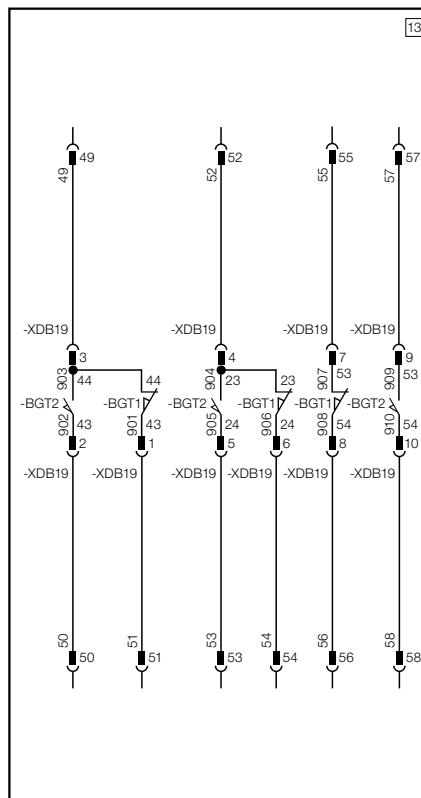 13
49 52 55 57
49 52 55 57
-XDB19 -XDB19 -XDB19 -XDB19
3 4 7 9
903 44 44 904 23 23 907 53 909 53
-BGT2 -BGT1 -BGT2 -BGT1 -BGT1 -BGT2
902 43 901 43 905 24 906 24 908 54 910 54
2 1 5 6 8 10
-XDB19 -XDB19 -XDB19 -XDB19 -XDB19 -XDB19
50 51 53 54 56 58
50 51 53 54 56 58